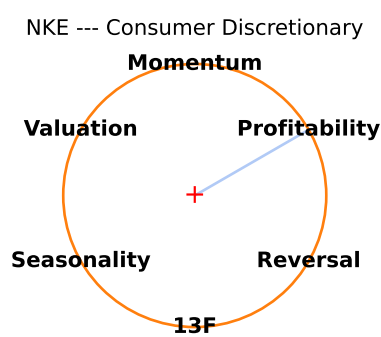 NKE --- Consumer Discretionary
Momentum
Valuation
Profitability
Seasonality
Reversal
13F